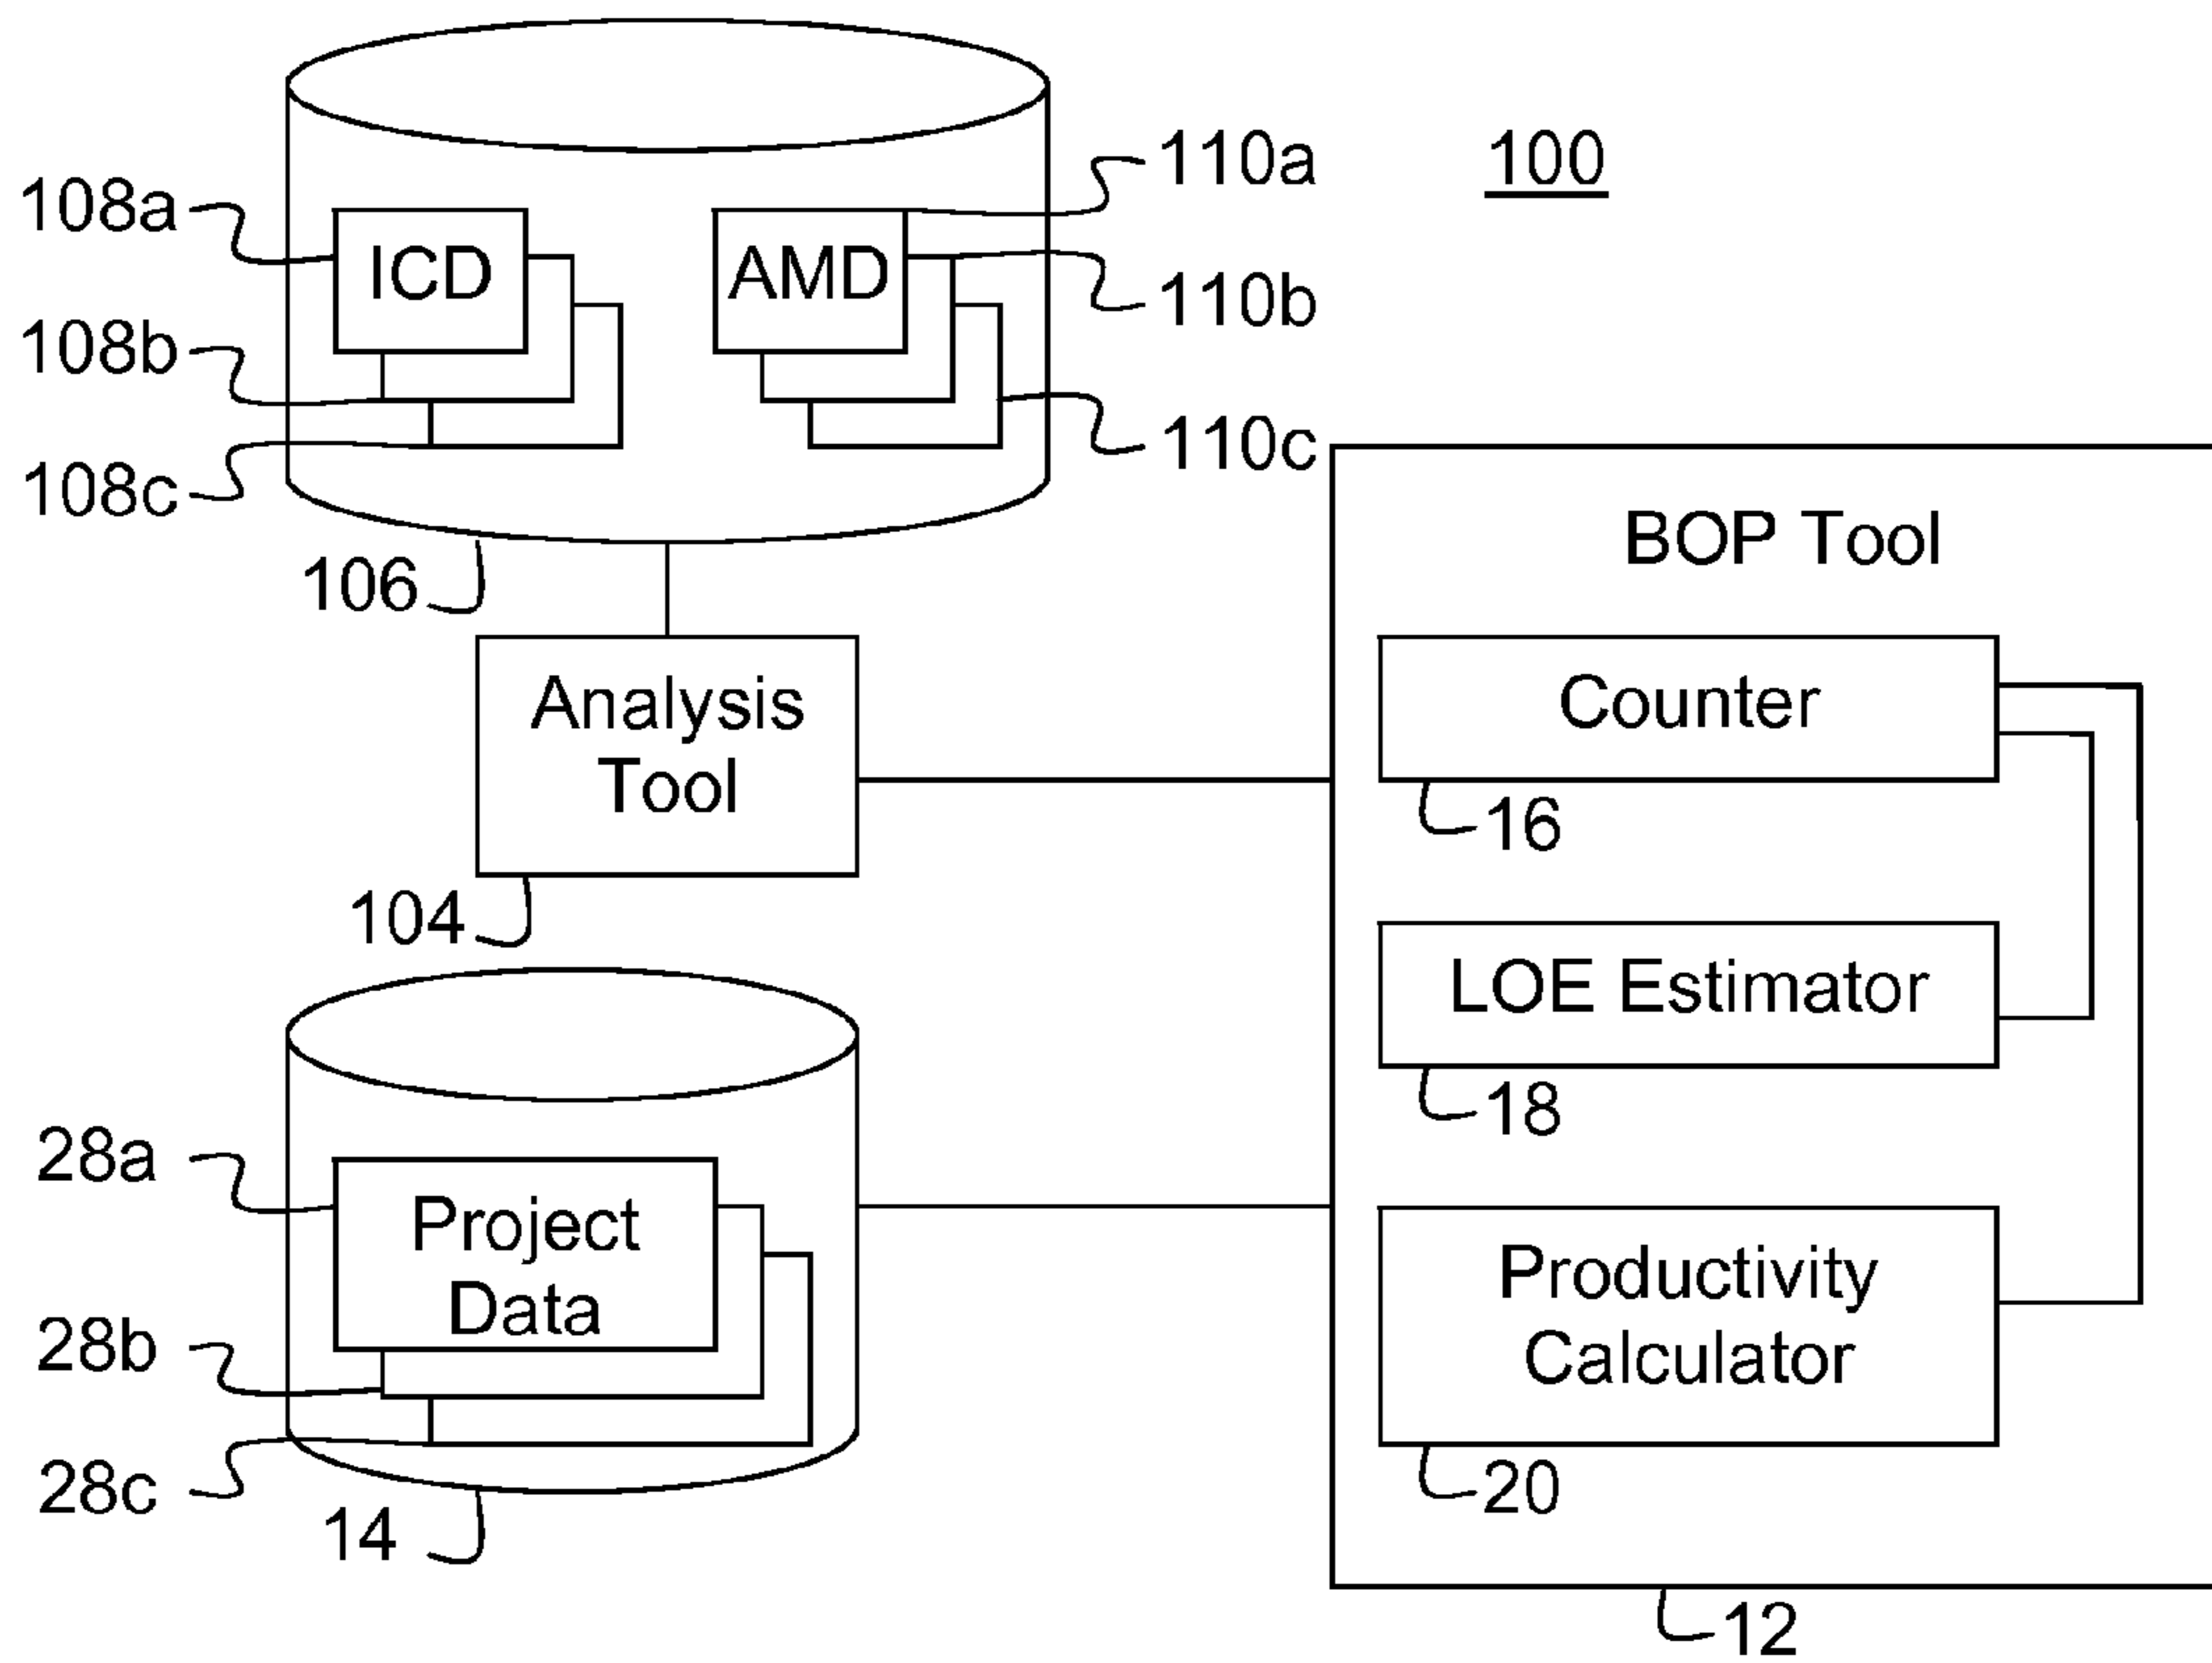 110a
100
108a
ICD
AMD
110b
108b
110c
108c
BOP Tool
106
Counter
Analysis
Tool
16
104
LOE Estimator
18
28a
Project
Data
Productivity
Calculator
28b
28c
20
14
12